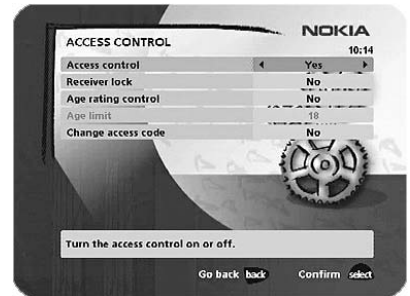 NOKIA
ACCESS CONTROL
10:14
Access control Yes
Receiver lock No
Age rating control No
Age limit 18
Change access code No
Turn the access control on or off.
Go back back Confirm select